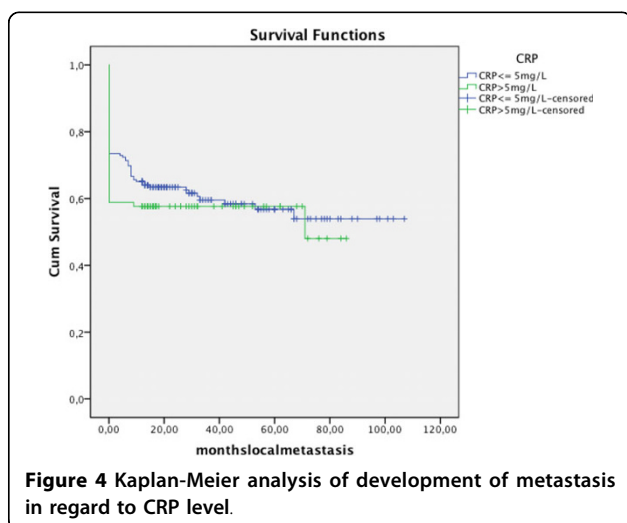 Survival Functions
CRP
CRP<= 5mg/L
CRP>5mg/L
CRP<= 5mg/L-censored
CRP>5mg/L-censored
Cum Survival
1,0
0,8
0,6
0,4
0,2
0,0
0,00 20,00 40,00 60,00 80,00 100,00 120,00
monthslocalmetastasis
Figure 4 Kaplan-Meier analysis of development of metastasis
in regard to CRP level.